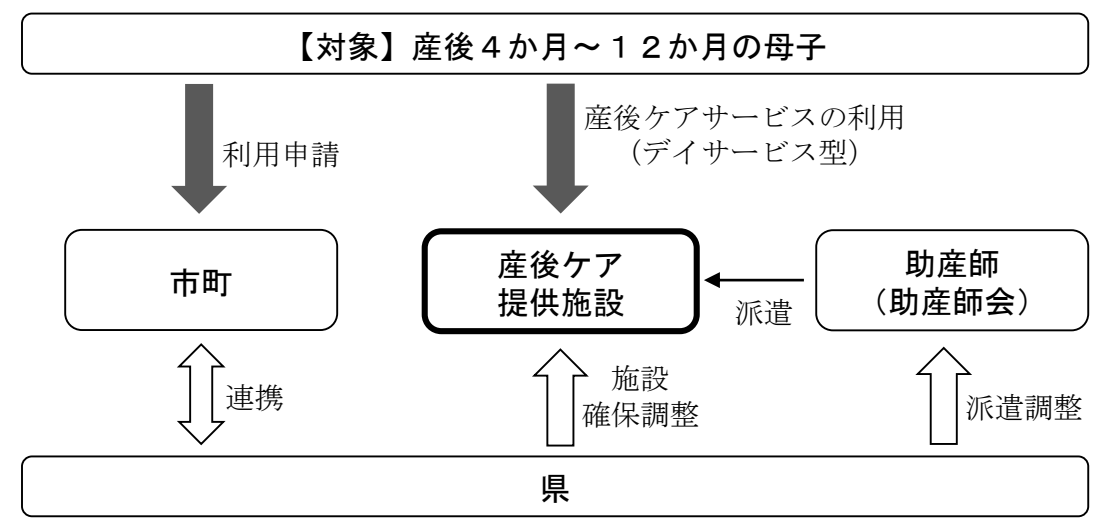 【対象】産後４か月～１２か月の母子
利用申請
産後ケアサービスの利用
（デイサービス型）
市町
産後ケア
提供施設
派遣
助産師
（助産師会）
連携
施設
確保調整
派遣調整
県